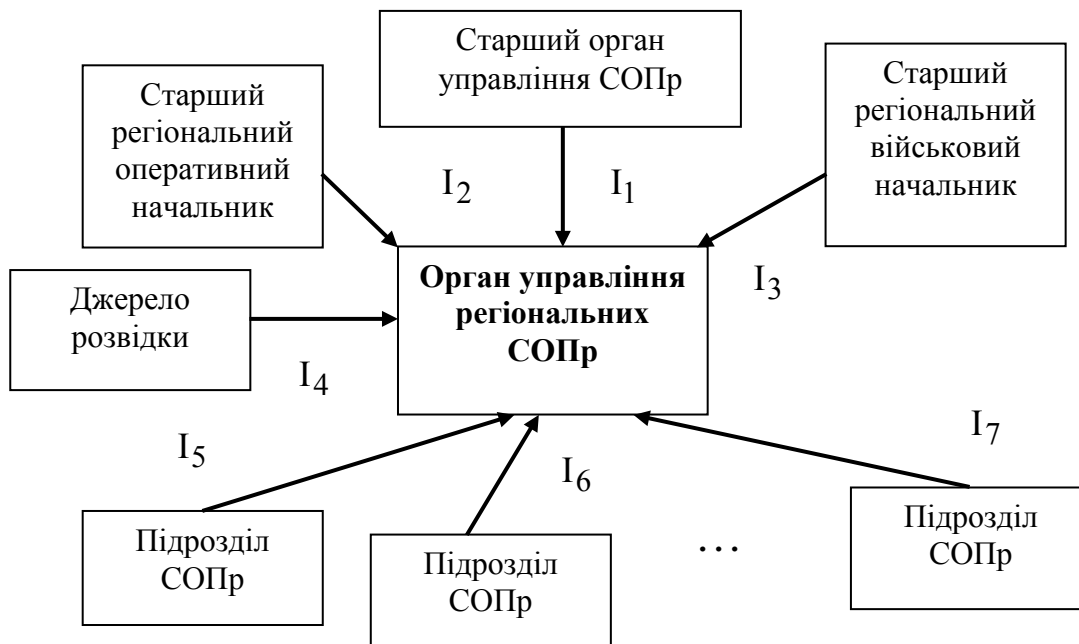 Старший орган
управління СОПр
Старший
регіональний
оперативний
начальник
Старший
регіональний
військовий
начальник
I2
I1
I3
Орган управління
регіональних
СОПр
Джерело
розвідки
I4
I5
I6
I7
Підрозділ
СОПр
Підрозділ
СОПр
...
Підрозділ
СОПр